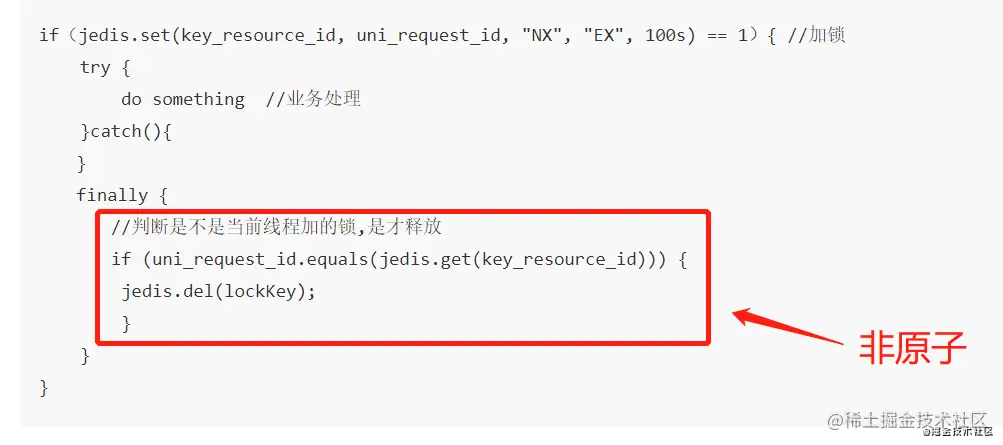 if（jedis.set(key_resource_id, uni_request_id, "NX", "EX", 100s) == 1）{ //加锁
try {
do something //业务处理
}catch(){
}
finally {
//判断是不是当前线程加的锁,是才释放
if (uni_request_id.equals(jedis.get(key_resource_id))) {
jedis.del(lockKey);
}
}
}
非原子
@稀土掘金技术社区
@掘金技术社区